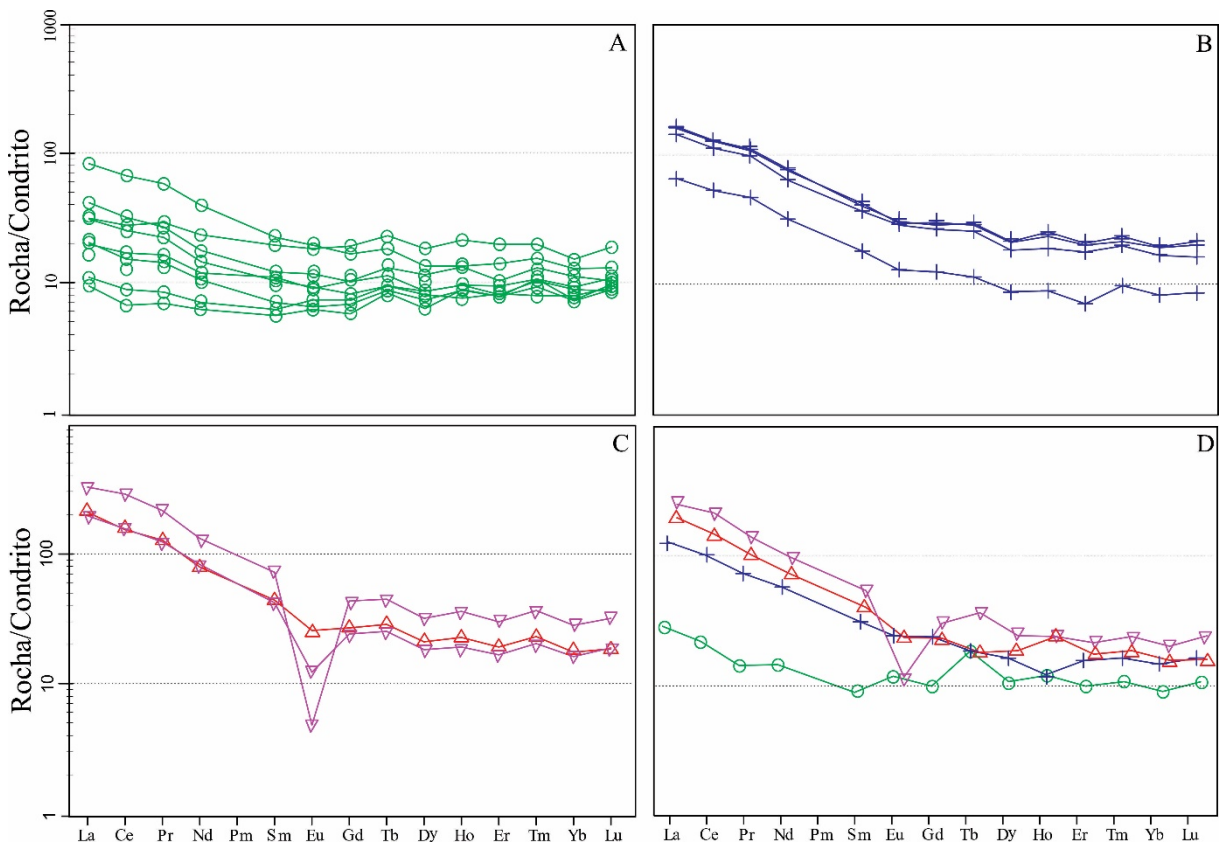 A
B
1000
100
10
1
Rocha/Condrito
C
D
100
10
1
Rocha/Condrito
La Ce Pr Nd Pm Sm Eu Gd Tb Dy Ho Er Tm Yb Lu
La Ce Pr Nd Pm Sm Eu Gd Tb Dy Ho Er Tm Yb Lu